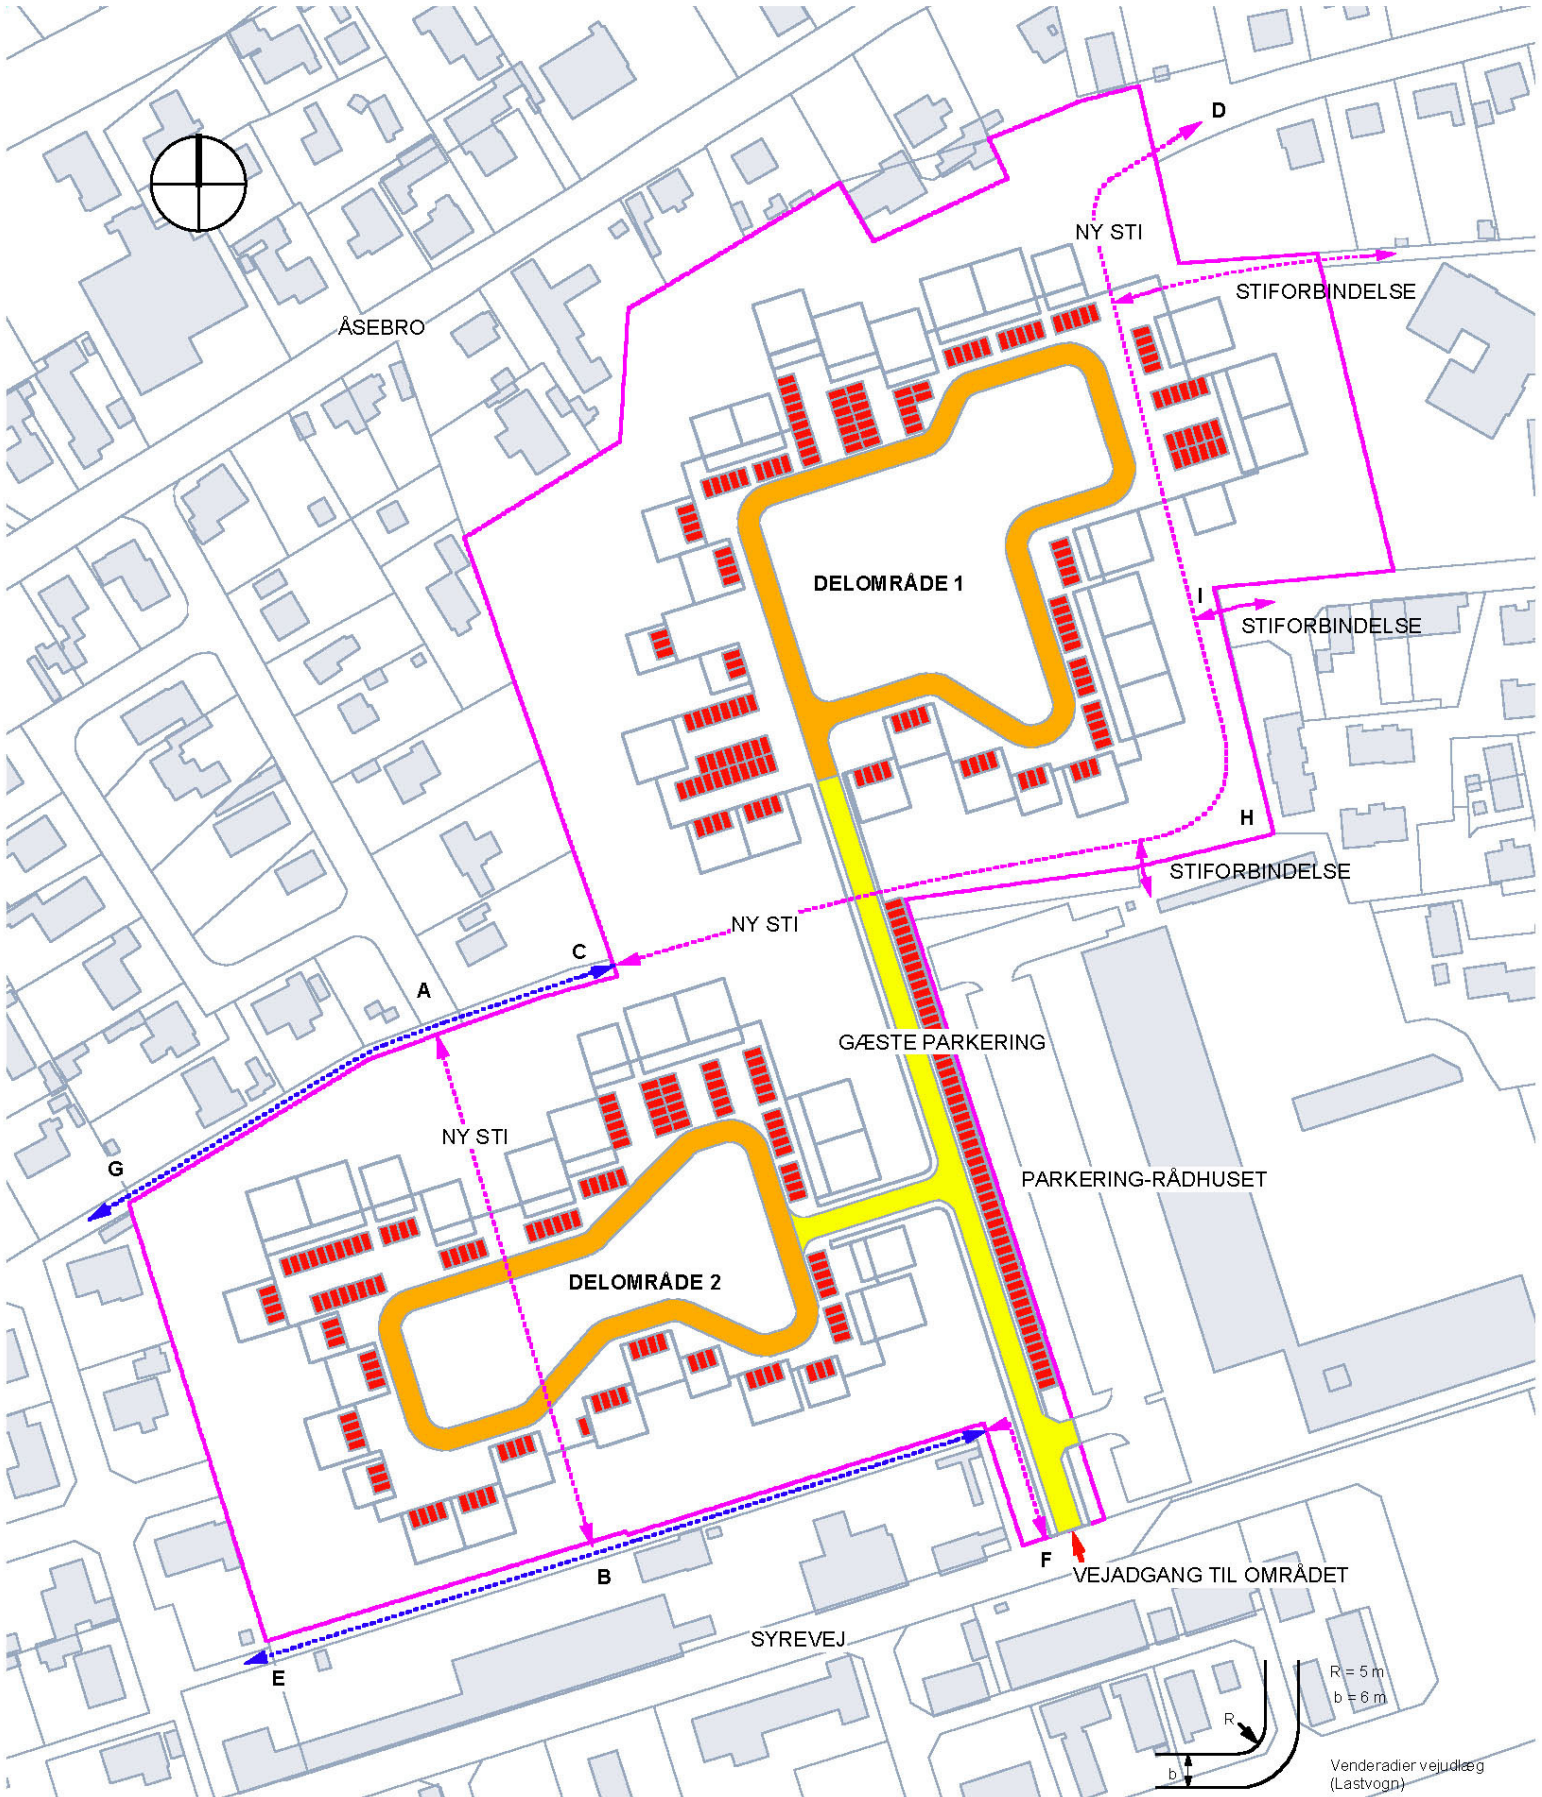 D
NY STI
STIFORBINDELSE
ÅSEBRO
DELOMRÅDE 1
I
STIFORBINDELSE
H
STIFORBINDELSE
NY STI
C
A
GÆSTE PARKERING
NY STI
G
PARKERING-RÅDHUSET
DELOMRÅDE 2
F
VEJADGANG TIL OMRÅDET
B
SYREVEJ
E
R = 5 m
b = 6 m
R
b
Venderadier vejudlæg
(Lastvogn)